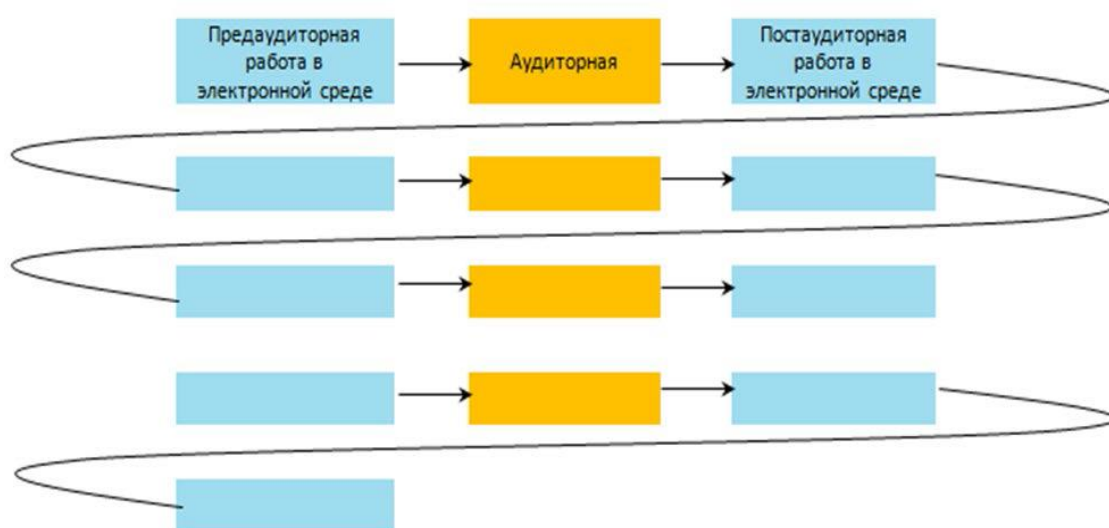 Предаудиторная
работа в
электронной среде
Аудиторная
Постаудиторная
работа в
электронной среде